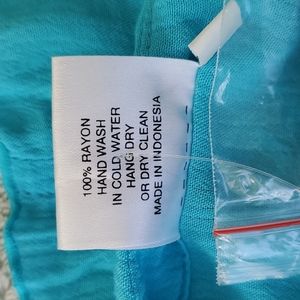 100% RAYON
HAND WASH
IN COLD WATER
HANG DRY
OR DRY CLEAN
MADE IN INDONESIA